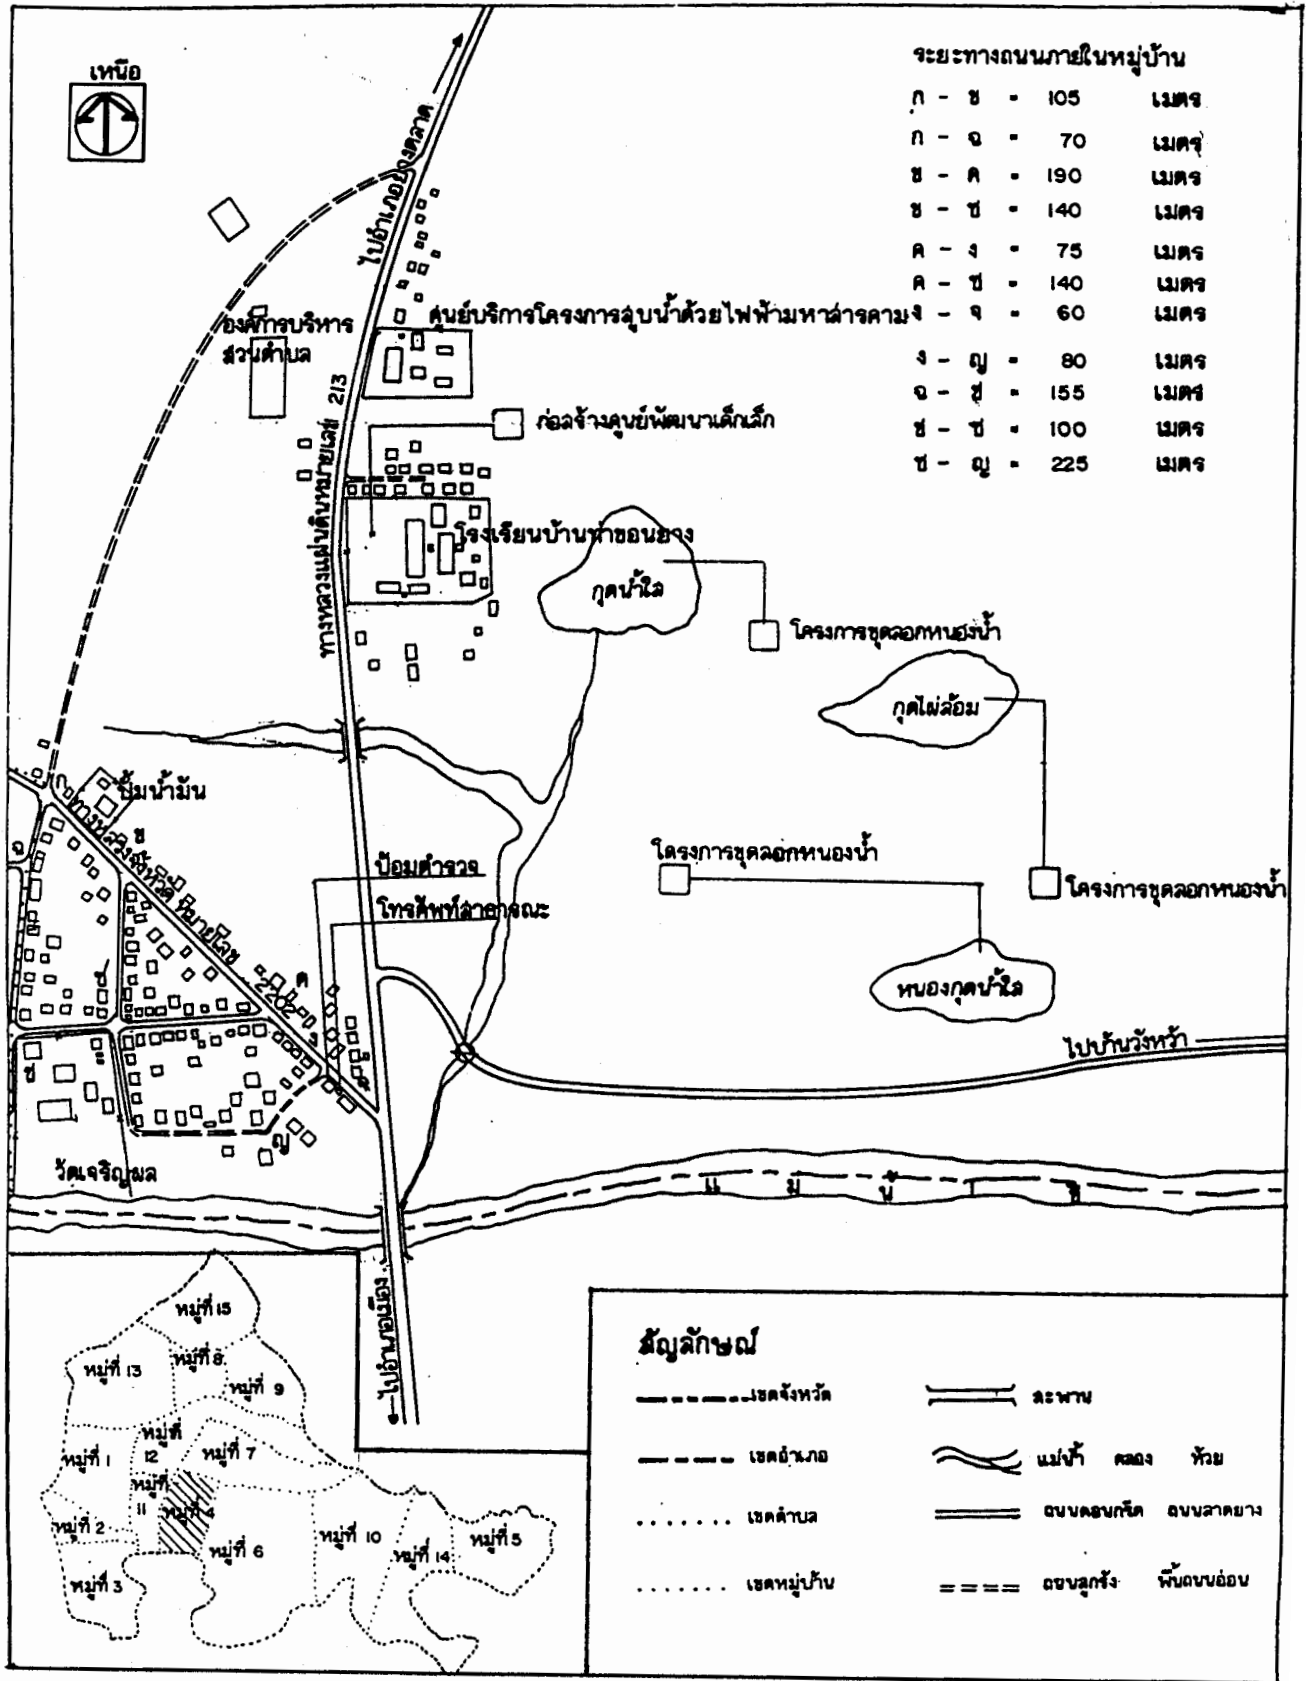 เหนือ
ระยะทางถนนภายในหมู่บ้าน
ก - ข = 105 เมตร
ก - ฉ = 70 เมตร
ข - ค = 190 เมตร
ข - ช = 140 เมตร
ค - ง = 75 เมตร
ค - ช = 140 เมตร
ง - จ = 60 เมตร
ง - ญ = 80 เมตร
ฉ - ซ = 155 เมตร
ช - ญ = 225 เมตร
ไปอำเภอยางตลาด
องค์การบริหาร
ส่วนตำบล
ศูนย์บริการโครงการสูบน้ำด้วยไฟฟ้ามหาสารคาม
ทางหลวงแผ่นดินหมายเลข 213
ก่อสร้างศูนย์พัฒนาเด็กเล็ก
โรงเรียนบ้านท่าขอนยาง
กุดน้ำใส
โครงการขุดลอกหนองน้ำ
กุดไผ่ล้อม
ปั๊มน้ำมัน
ก
ทางหลวงจังหวัด หมายเลข 2202
ข
ฉ
ป้อมตำรวจ
โทรศัพท์สาธารณะ
โครงการขุดลอกหนองน้ำ
โครงการขุดลอกหนองน้ำ
ค
หนองกุดน้ำใส
ไปบ้านวังหว้า
ญ
วัดเจริญผล
แ ม่ น้ำ ชี
ไปอำเภอเมือง
หมู่ที่ 15
หมู่ที่ 13
หมู่ที่ 8
หมู่ที่ 9
หมู่ที่ 1
หมู่ที่ 12
หมู่ที่ 7
หมู่ที่ 11
หมู่ที่ 4
หมู่ที่ 2
หมู่ที่ 6
หมู่ที่ 10
หมู่ที่ 14
หมู่ที่ 5
หมู่ที่ 3
สัญลักษณ์
เขตจังหวัด
สะพาน
เขตอำเภอ
แม่น้ำ คลอง ห้วย
เขตตำบล
ถนนคอนกรีต ถนนลาดยาง
เขตหมู่บ้าน
ถนนลูกรัง พื้นถนนอ่อน